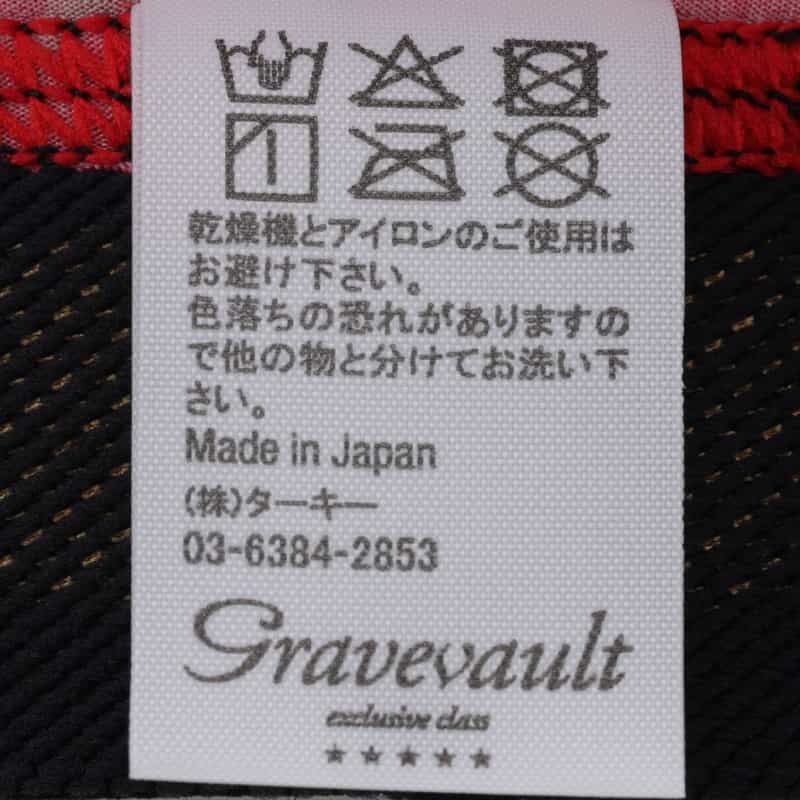 乾燥機とアイロンのご使用は
お避け下さい。
色落ちの恐れがありますの
で他の物と分けてお洗い下
さい。
Made in Japan
(株)ターキー
03-6384-2853
Gravevault
exclusive class
★★★★★